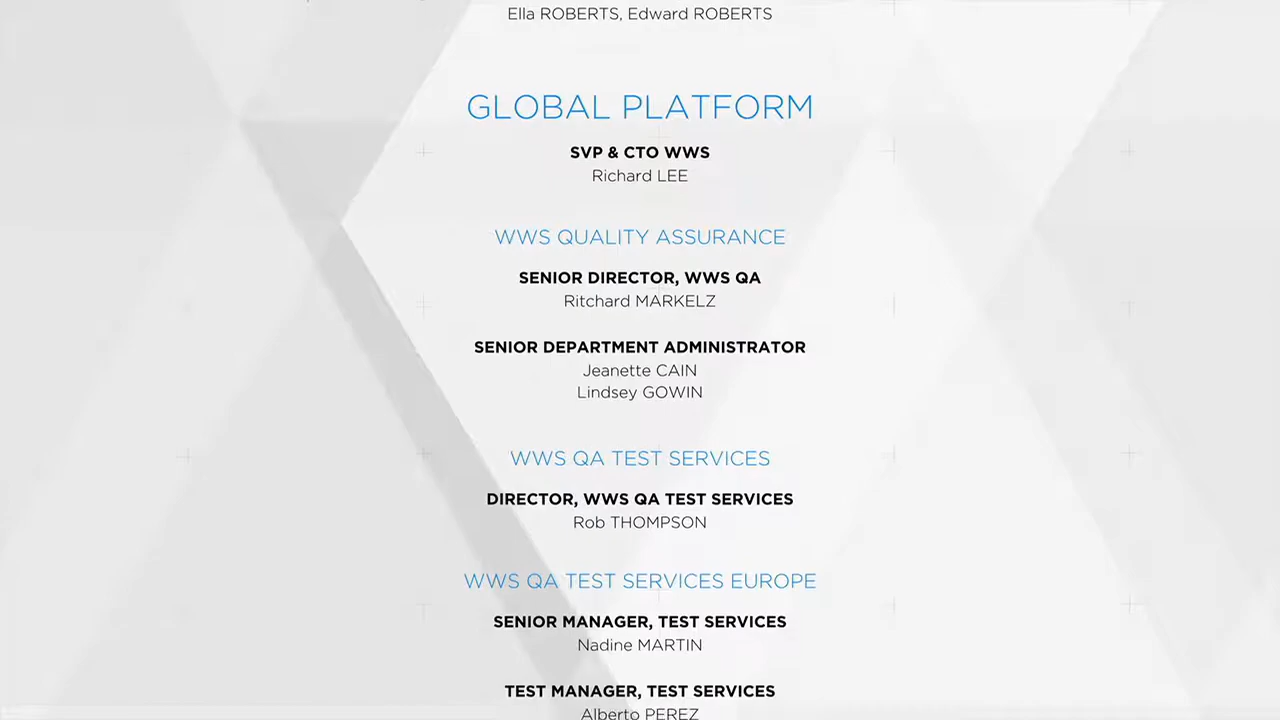 Ella ROBERTS, Edward ROBERTS
GLOBAL PLATFORM
SVP & CTO WWS
Richard LEE
WWS QUALITY ASSURANCE
SENIOR DIRECTOR, WWS QA
Ritchard MARKELZ
SENIOR DEPARTMENT ADMINISTRATOR
Jeanette CAIN
Lindsey GOWIN
WWS QA TEST SERVICES
DIRECTOR, WWS QA TEST SERVICES
Rob THOMPSON
WWS QA TEST SERVICES EUROPE
SENIOR MANAGER, TEST SERVICES
Nadine MARTIN
TEST MANAGER, TEST SERVICES
Alberto PEREZ